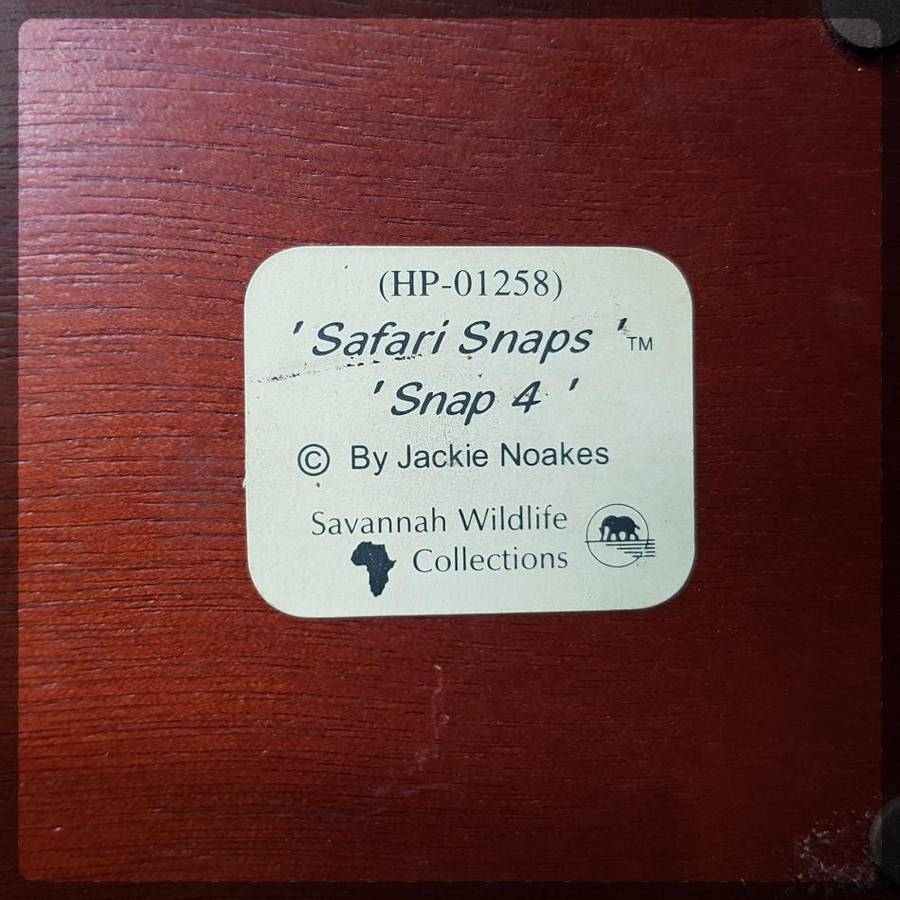 (HP-01258)
'Safari Snaps'™
'Snap 4'
© By Jackie Noakes
Savannah Wildlife
Collections